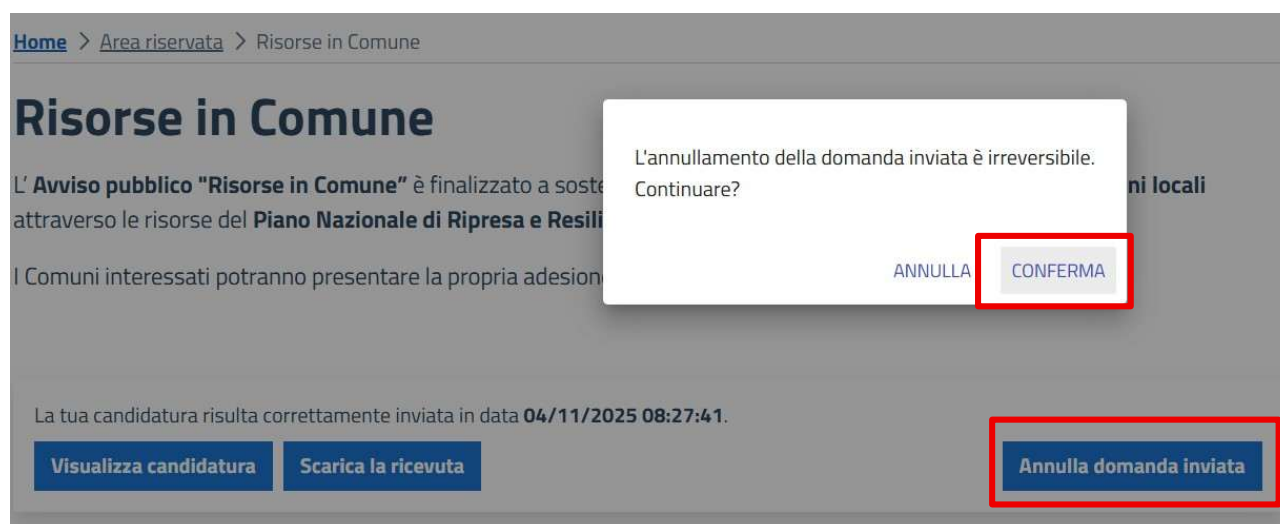 Home > Area riservata > Risorse in Comune
Risorse in Comune
L' Avviso pubblico "Risorse in Comune” è finalizzato a soste
ni locali
attraverso le risorse del Piano Nazionale di Ripresa e Resili
I Comuni interessati potranno presentare la propria adesion
L'annullamento della domanda inviata è irreversibile.
Continuare?
ANNULLA CONFERMA
La tua candidatura risulta correttamente inviata in data 04/11/2025 08:27:41.
Visualizza candidatura Scarica la ricevuta Annulla domanda inviata